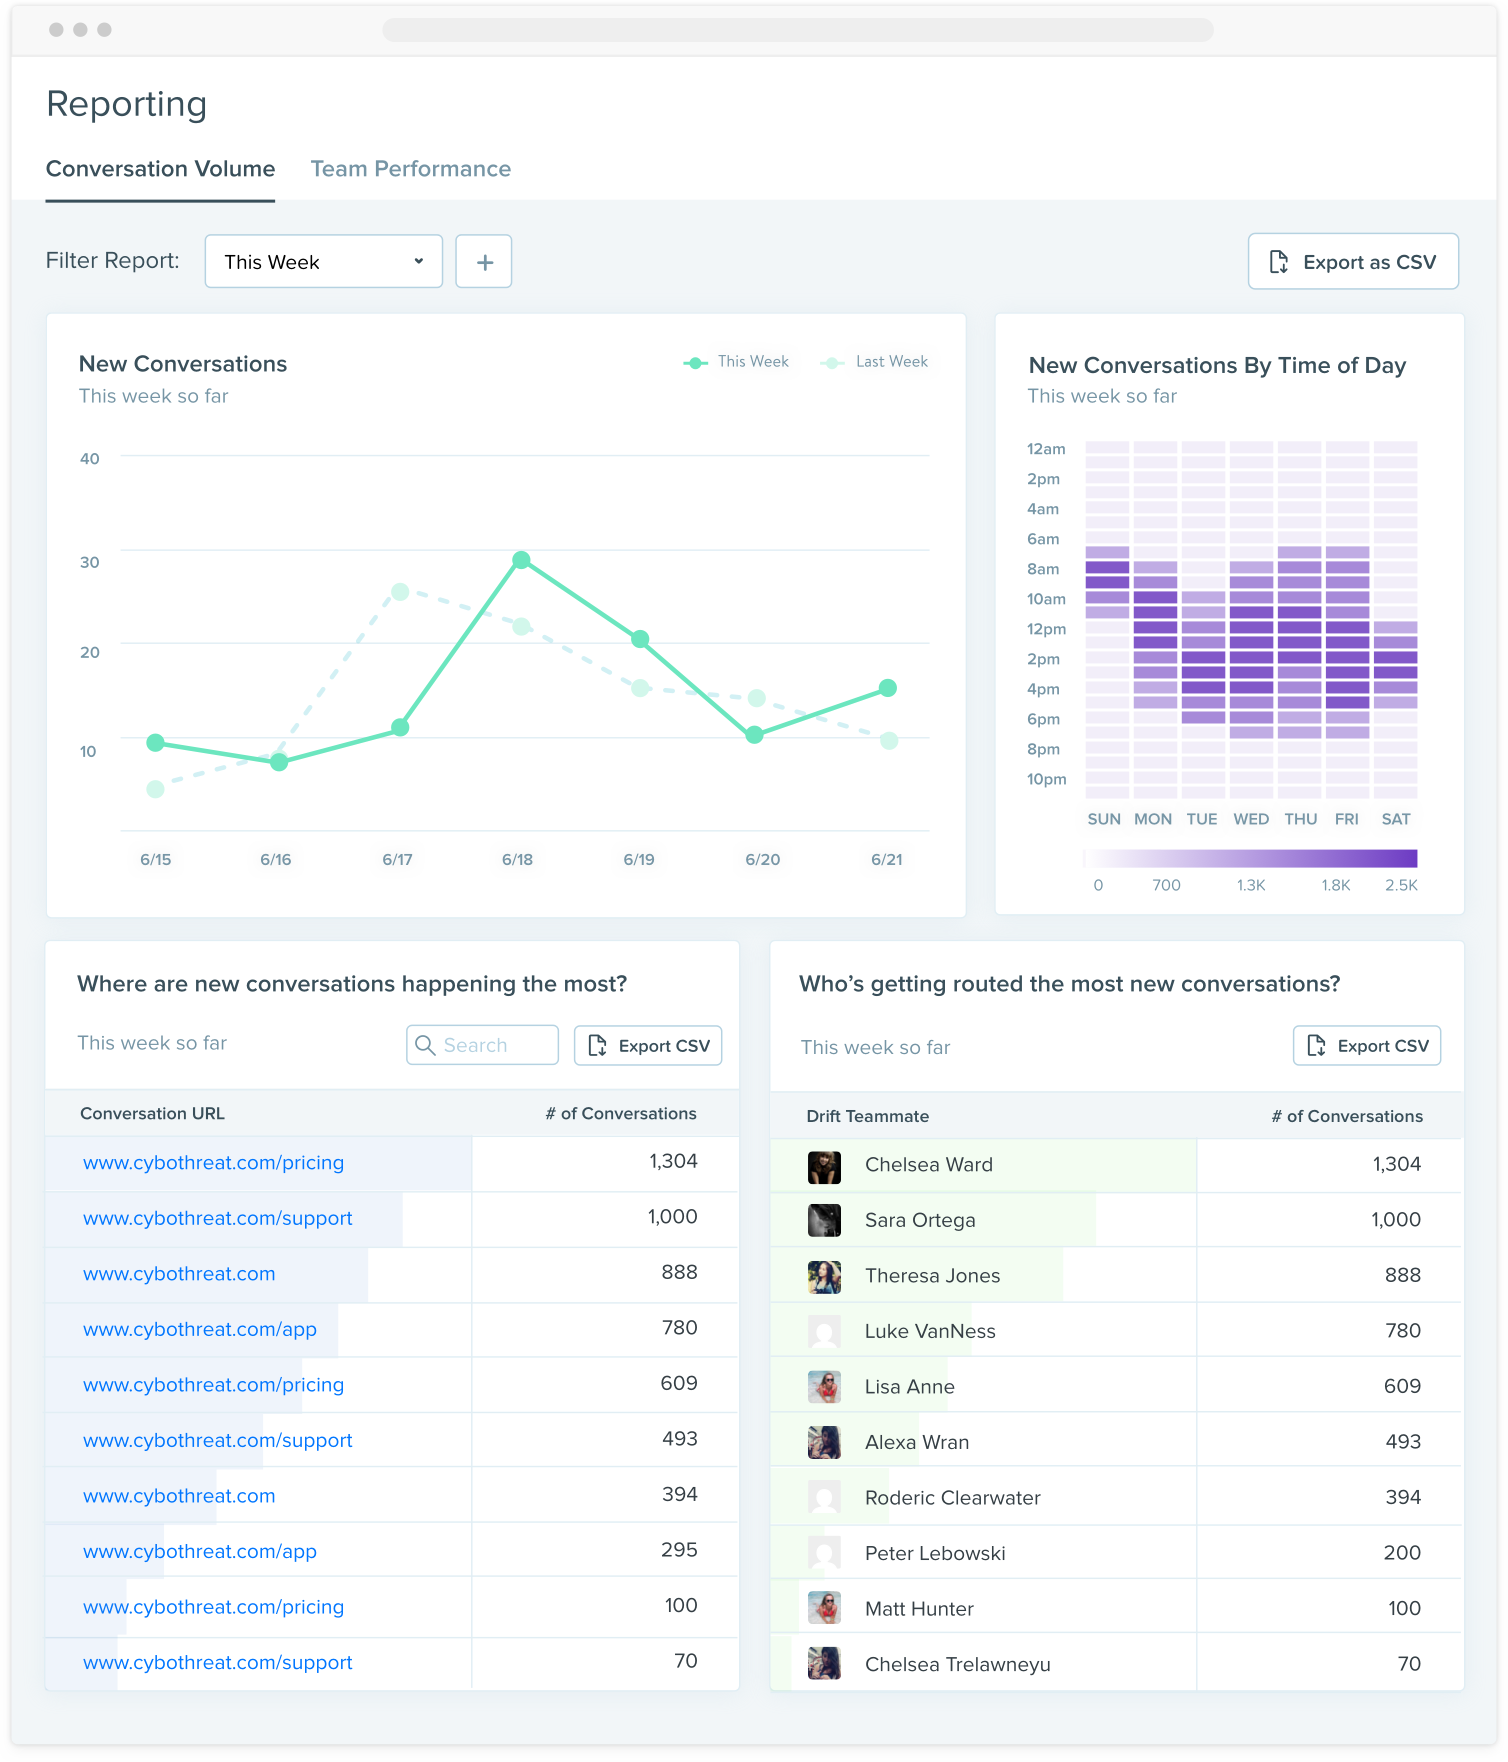 Reporting
Conversation Volume
Team Performance
Filter Report:
This Week
+
Export as CSV
New Conversations
This week so far
This Week
Last Week
40
30
20
10
6/15
6/16
6/17
6/18
6/19
6/20
6/21
New Conversations By Time of Day
This week so far
12am
2pm
4am
6am
8am
10am
12pm
2pm
4pm
6pm
8pm
10pm
SUN MON TUE WED THU FRI SAT
0 700 1.3K 1.8K 2.5K
Where are new conversations happening the most?
This week so far
Search
Export CSV
Conversation URL # of Conversations
www.cybothreat.com/pricing 1,304
www.cybothreat.com/support 1,000
www.cybothreat.com 888
www.cybothreat.com/app 780
www.cybothreat.com/pricing 609
www.cybothreat.com/support 493
www.cybothreat.com 394
www.cybothreat.com/app 295
www.cybothreat.com/pricing 100
www.cybothreat.com/support 70
Who’s getting routed the most new conversations?
This week so far
Export CSV
Drift Teammate # of Conversations
Chelsea Ward 1,304
Sara Ortega 1,000
Theresa Jones 888
Luke VanNess 780
Lisa Anne 609
Alexa Wran 493
Roderic Clearwater 394
Peter Lebowski 200
Matt Hunter 100
Chelsea Trelawneyu 70